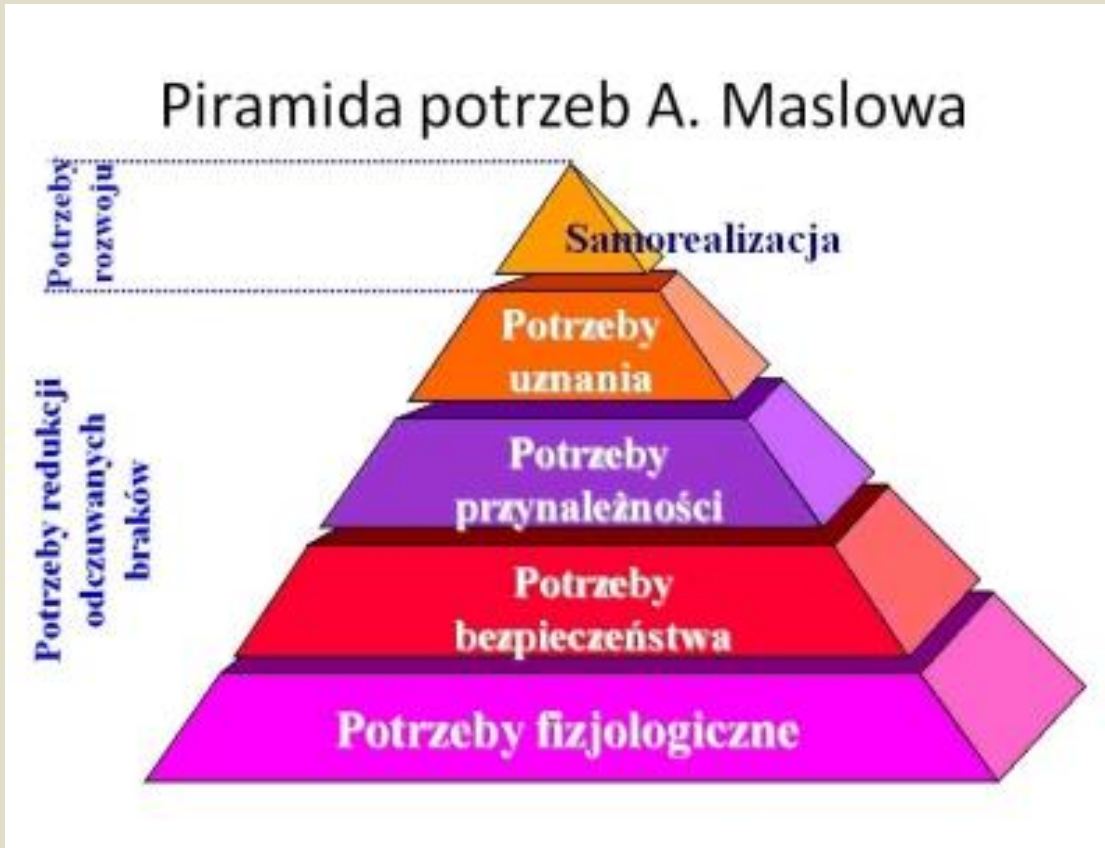 Piramida potrzeb A. Maslowa
Potrzeby
rozwoju
Samorealizacja
Potrzeby
uznania
Potrzeby redukcji
odczuwanych
braków
Potrzeby
przynależności
Potrzeby
bezpieczeństwa
Potrzeby fizjologiczne